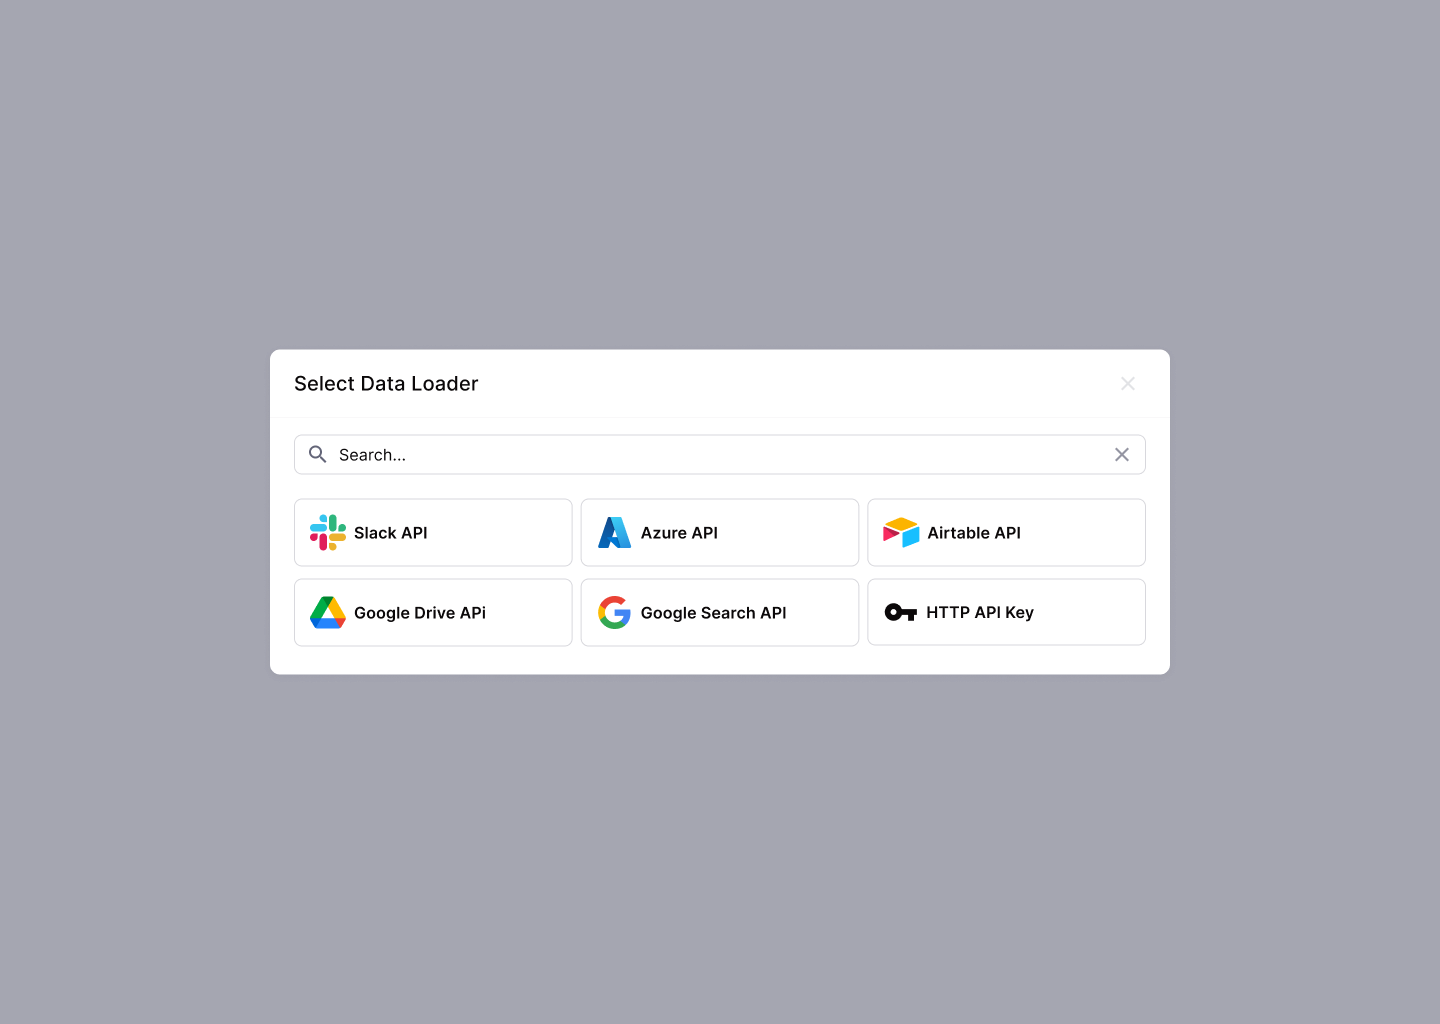 Select Data Loader
Search...
Slack API
Azure API
Airtable API
Google Drive APi
Google Search API
HTTP API Key